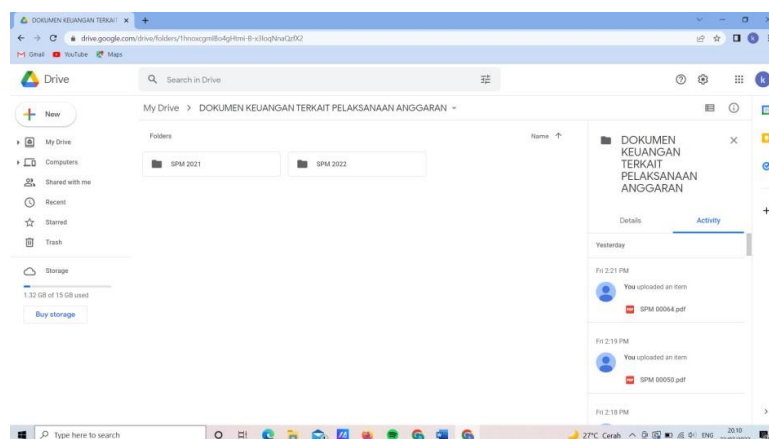 DOKUMEN KEUANGAN TERKAIT
drive.google.com/drive/folders/
Gmail YouTube Maps
Drive
Search in Drive
New
My Drive > DOKUMEN KEUANGAN TERKAIT PELAKSANAAN ANGGARAN
Folders
Name
SPM 2021
SPM 2022
My Drive
Computers
Shared with me
Recent
Starred
Trash
Storage
1.32 GB of 15 GB used
Buy storage
DOKUMEN
KEUANGAN
TERKAIT
PELAKSANAAN
ANGGARAN
Details Activity
Yesterday
Fri 2:21 PM
You uploaded an item
SPM 00064.pdf
Fri 2:19 PM
You uploaded an item
SPM 00050.pdf
Fri 2:18 PM
Type here to search
27°C Cerah
ENG
20.10